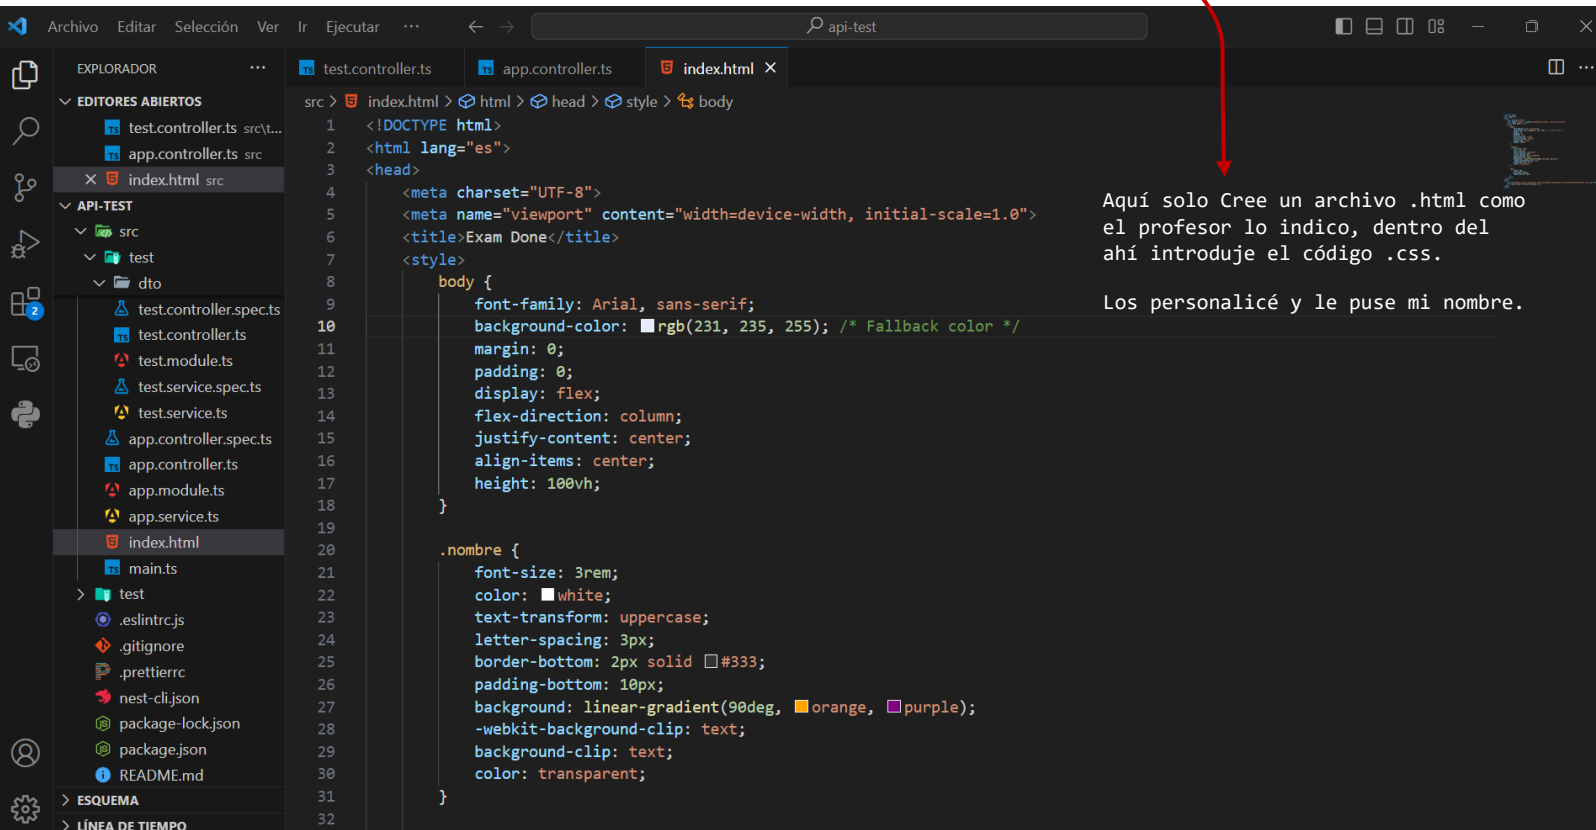 Archivo Editar Selección Ver Ir Ejecutar ··· api-test
EXPLORADOR ···
EDITORES ABIERTOS
TS test.controller.ts src\t...
TS app.controller.ts src
index.html src
API-TEST
src
test
dto
test.controller.spec.ts
TS test.controller.ts
test.module.ts
test.service.spec.ts
test.service.ts
app.controller.spec.ts
TS app.controller.ts
app.module.ts
app.service.ts
index.html
TS main.ts
test
.eslintrc.js
.gitignore
.prettierrc
nest-cli.json
package-lock.json
package.json
README.md
ESQUEMA
LÍNEA DE TIEMPO
2
TS test.controller.ts TS app.controller.ts index.html
src > index.html > html > head > style > body
1 <!DOCTYPE html>
2 <html lang="es">
3 <head>
4 <meta charset="UTF-8">
5 <meta name="viewport" content="width=device-width, initial-scale=1.0">
6 <title>Exam Done</title>
7 <style>
8 body {
9 font-family: Arial, sans-serif;
10 background-color: rgb(231, 235, 255); /* Fallback color */
11 margin: 0;
12 padding: 0;
13 display: flex;
14 flex-direction: column;
15 justify-content: center;
16 align-items: center;
17 height: 100vh;
18 }
19
20 .nombre {
21 font-size: 3rem;
22 color: white;
23 text-transform: uppercase;
24 letter-spacing: 3px;
25 border-bottom: 2px solid #333;
26 padding-bottom: 10px;
27 background: linear-gradient(90deg, orange, purple);
28 -webkit-background-clip: text;
29 background-clip: text;
30 color: transparent;
31 }
32
Aquí solo Cree un archivo .html como
el profesor lo indico, dentro del
ahí introduje el código .css.
Los personalicé y le puse mi nombre.